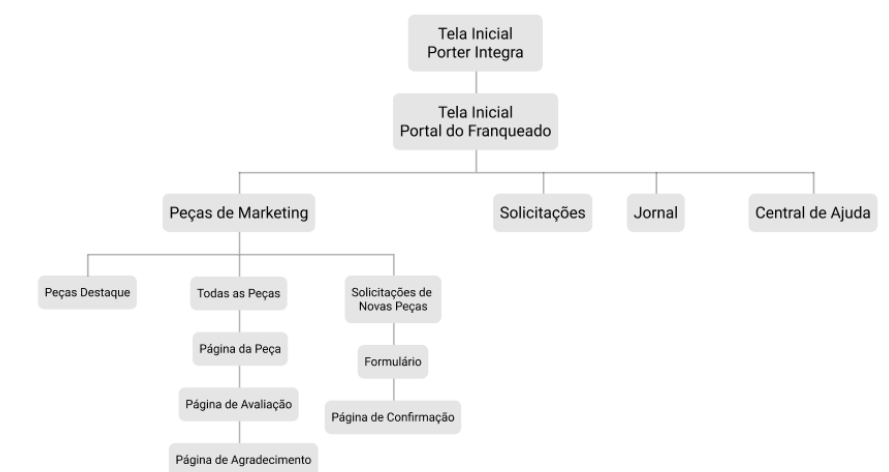 Tela Inicial
Porter Integra
Tela Inicial
Portal do Franqueado
Peças de Marketing
Solicitações
Jornal
Central de Ajuda
Peças Destaque
Todas as Peças
Solicitações de
Novas Peças
Página da Peça
Formulário
Página de Avaliação
Página de Confirmação
Página de Agradecimento